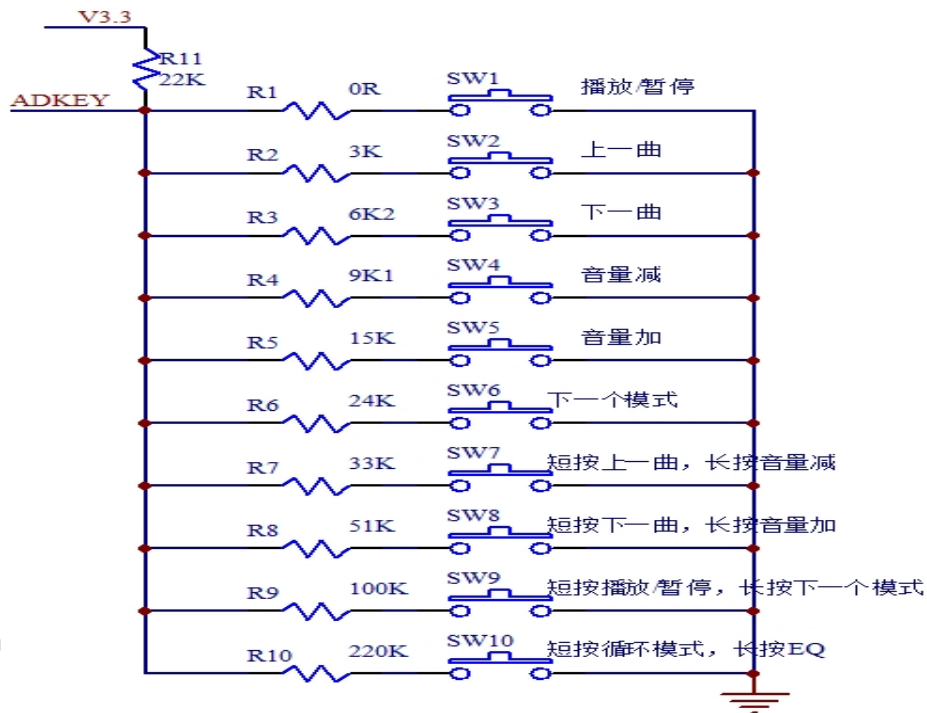 V3.3
R11
22K
ADKEY
R1 0R SW1 播放/暂停
R2 3K SW2 上一曲
R3 6K2 SW3 下一曲
R4 9K1 SW4 音量减
R5 15K SW5 音量加
R6 24K SW6 下一个模式
R7 33K SW7 短按上一曲，长按音量减
R8 51K SW8 短按下一曲，长按音量加
R9 100K SW9 短按播放/暂停，长按下一个模式
R10 220K SW10 短按循环模式，长按EQ